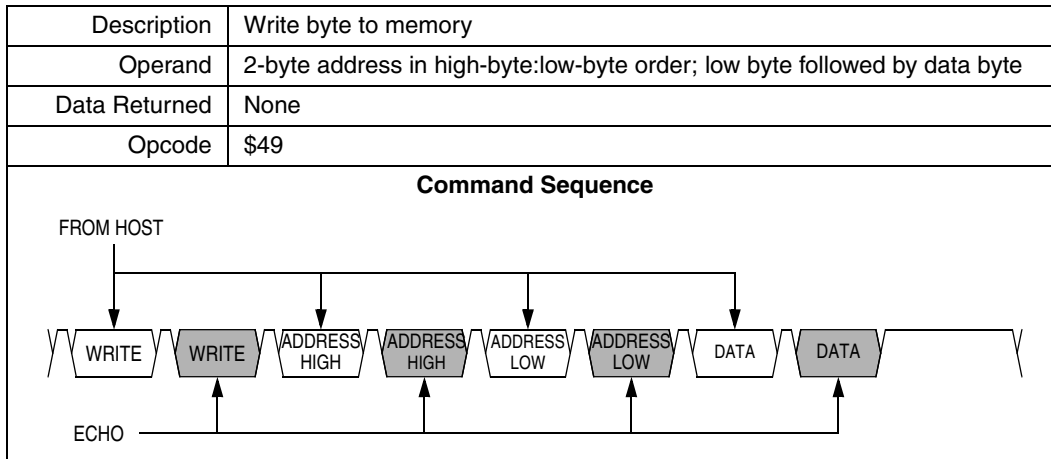 Description Write byte to memory
Operand 2-byte address in high-byte:low-byte order; low byte followed by data byte
Data Returned None
Opcode $49
Command Sequence
FROM HOST
WRITE WRITE ADDRESS HIGH ADDRESS HIGH ADDRESS LOW ADDRESS LOW DATA DATA
ECHO